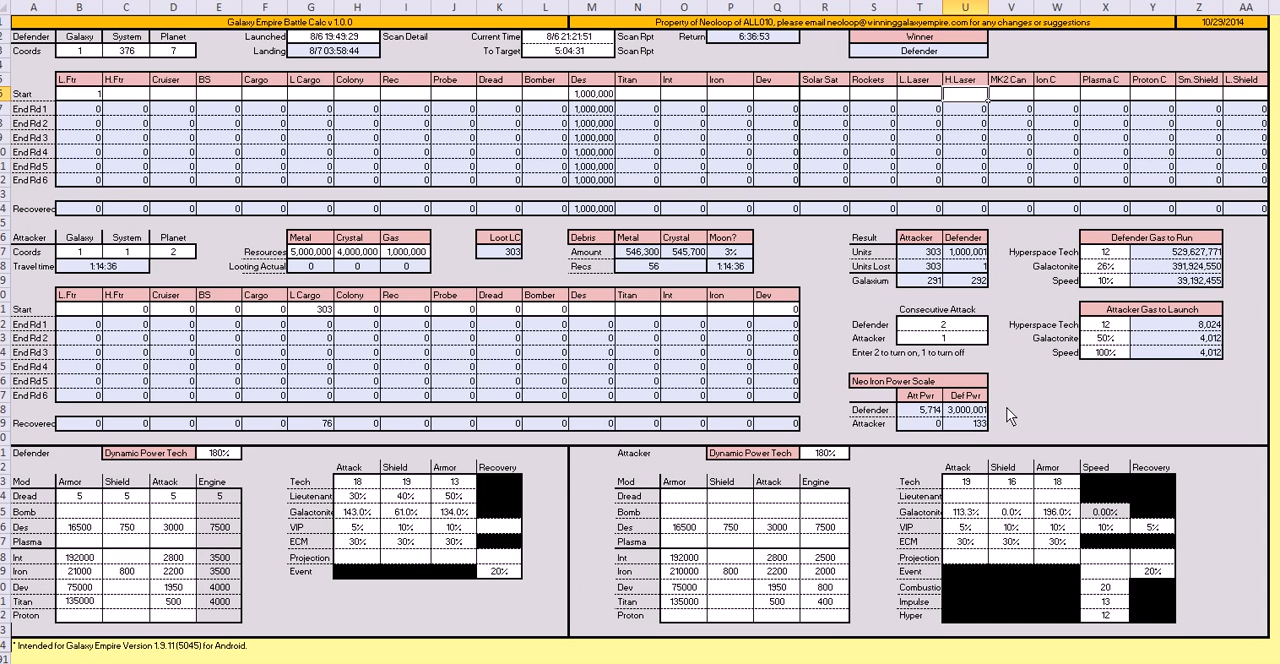 A B C D E F G H I J K L M N O P Q R S T U V W X Y Z AA
Galaxy Empire Battle Calc v 1.0.0 Property of Neoloop of ALL010, please email neoloop@winninggalaxyempire.com for any changes or suggestions 10/29/2014
Defender Galaxy System Planet Launched 8/6 19:49:29 Scan Detail Current Time 8/6 21:21:51 Scan Rpt Return 6:36:53 Winner
Coords 1 376 7 Landing 8/7 03:58:44 To Target 5:04:31 Scan Rpt Defender
L.Ftr H.Ftr Cruiser BS Cargo L.Cargo Colony Rec Probe Dread Bomber Des Titan Int Iron Dev Solar Sat Rockets L.Laser H.Laser MK2 Can Ion C Plasma C Proton C Sm.Shield L.Shield
Start 1 1,000,000
End Rd 1 0 0 0 0 0 0 0 0 0 0 0 1,000,000 0 0 0 0 0 0 0 0 0 0 0 0 0 0
End Rd 2 0 0 0 0 0 0 0 0 0 0 0 1,000,000 0 0 0 0 0 0 0 0 0 0 0 0 0 0
End Rd 3 0 0 0 0 0 0 0 0 0 0 0 1,000,000 0 0 0 0 0 0 0 0 0 0 0 0 0 0
End Rd 4 0 0 0 0 0 0 0 0 0 0 0 1,000,000 0 0 0 0 0 0 0 0 0 0 0 0 0 0
End Rd 5 0 0 0 0 0 0 0 0 0 0 0 1,000,000 0 0 0 0 0 0 0 0 0 0 0 0 0 0
End Rd 6 0 0 0 0 0 0 0 0 0 0 0 1,000,000 0 0 0 0 0 0 0 0 0 0 0 0 0 0
Recovered 0 0 0 0 0 0 0 0 0 0 0 1,000,000 0 0 0 0 0 0 0 0 0 0 0 0 0 0
Attacker Galaxy System Planet Metal Crystal Gas Loot LC Debris Metal Crystal Moon? Result Attacker Defender Defender Gas to Run
Coords 1 1 2 Resources 5,000,000 4,000,000 1,000,000 303 Amount 546,300 545,700 3% Units 303 1,000,001 Hyperspace Tech 12 529,627,771
Travel time 1:14:36 Looting Actual 0 0 0 Recs 56 1:14:36 Units Lost 303 1 Galactonite 26% 391,924,550
Galaxium 291 292 Speed 10% 39,192,455
L.Ftr H.Ftr Cruiser BS Cargo L.Cargo Colony Rec Probe Dread Bomber Des Titan Int Iron Dev
Start 303 0 Consecutive Attack Attacker Gas to Launch
End Rd 1 0 0 0 0 0 0 0 0 0 0 0 0 0 0 0 0 Defender 2 Hyperspace Tech 12 8,024
End Rd 2 0 0 0 0 0 0 0 0 0 0 0 0 0 0 0 0 Attacker 1 Galactonite 50% 4,012
End Rd 3 0 0 0 0 0 0 0 0 0 0 0 0 0 0 0 0 Enter 2 to turn on, 1 to turn off Speed 100% 4,012
End Rd 4 0 0 0 0 0 0 0 0 0 0 0 0 0 0 0 0
End Rd 5 0 0 0 0 0 0 0 0 0 0 0 0 0 0 0 0 Neo Iron Power Scale
End Rd 6 0 0 0 0 0 0 0 0 0 0 0 0 0 0 0 0 Att Pwr Def Pwr
Defender 5,714 3,000,001
Recovered 0 0 0 0 0 76 0 0 0 0 0 0 0 0 0 0 Attacker 0 133
Defender Dynamic Power Tech 180% Attacker Dynamic Power Tech 180%
Attack Shield Armor Recovery Attack Shield Armor Speed Recovery
Mod Armor Shield Attack Engine Tech 18 19 13 Mod Armor Shield Attack Engine Tech 19 16 18
Dread 5 5 5 5 Lieutenant 30% 40% 50% Dread Lieutenant
Bomb Galactonite 143.0% 61.0% 134.0% Bomb Galactonite 113.3% 0.0% 196.0% 0.00%
Des 16500 750 3000 7500 VIP 5% 10% 10% Des 16500 750 3000 7500 VIP 5% 10% 10% 10% 5%
Plasma ECM 30% 30% 30% Plasma ECM 30% 30% 30%
Int 192000 2800 3500 Projection Int 192000 2800 2500 Projection
Iron 21000 800 2200 3500 Event 20% Iron 210000 800 2200 2000 Event 20%
Dev 75000 1950 4000 Dev 75000 1950 800 Combustio 20
Titan 135000 500 4000 Titan 135000 500 400 Impulse 13
Proton Proton Hyper 12
* Intended for Galaxy Empire Version 1.9.11 (5045) for Android.